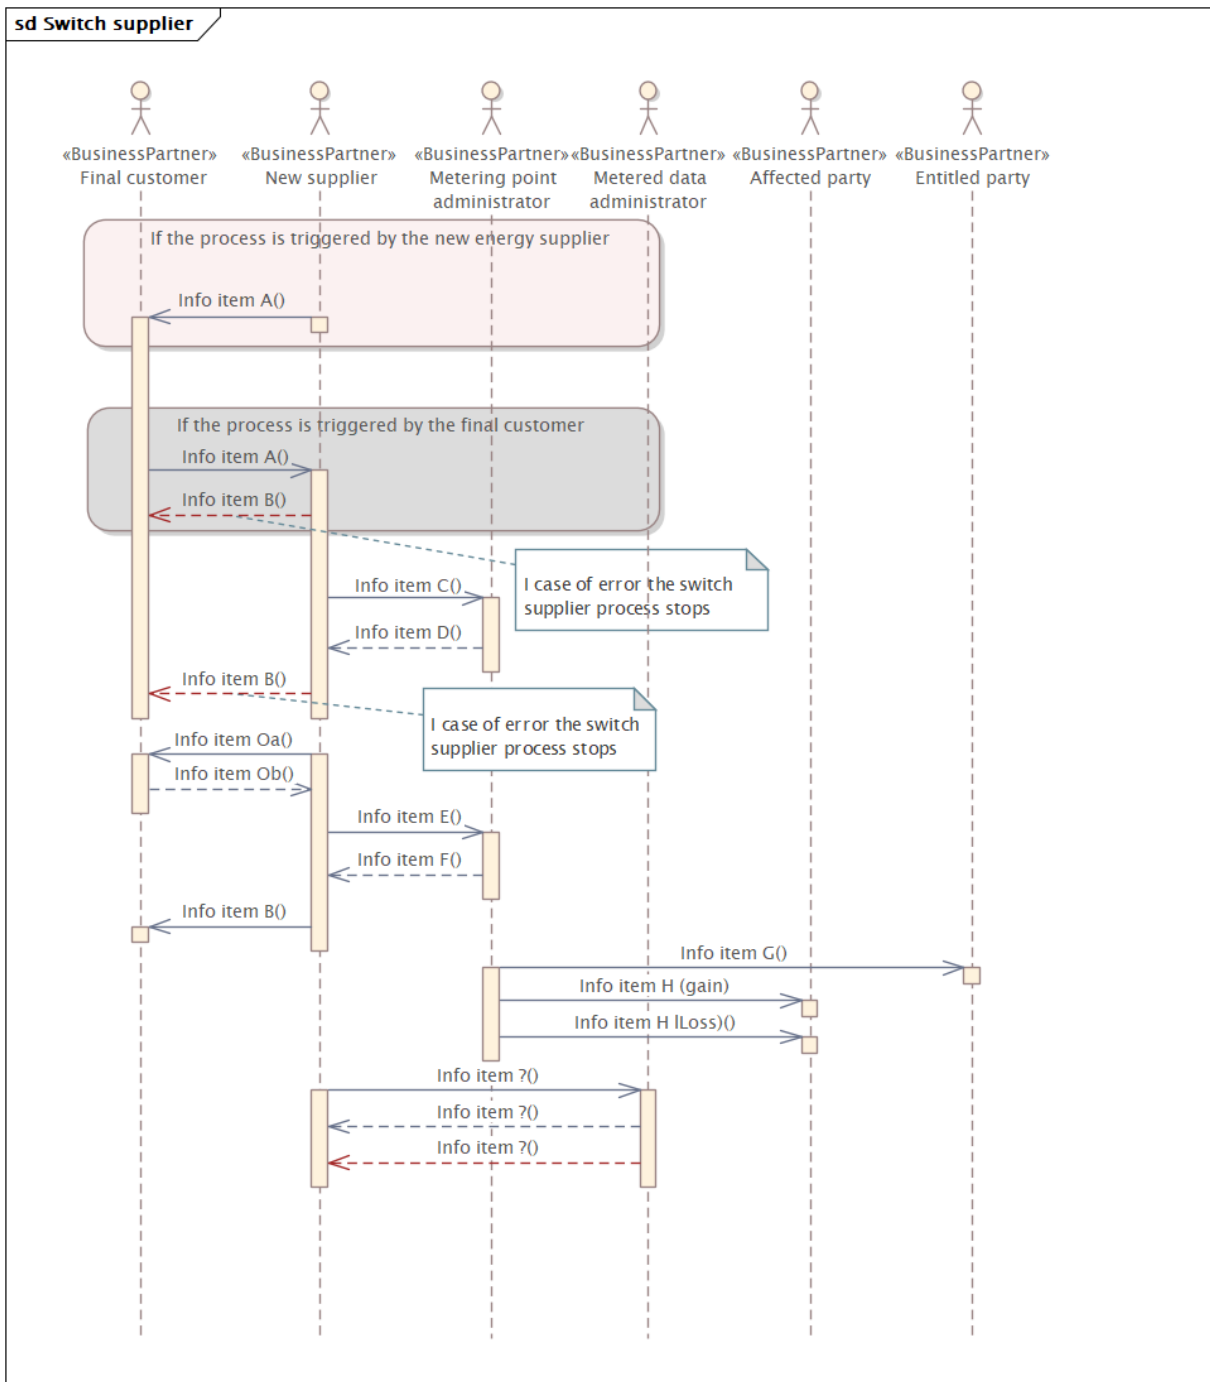 sd Switch supplier
«BusinessPartner» «BusinessPartner» «BusinessPartner» «BusinessPartner» «BusinessPartner» «BusinessPartner»
Final customer New supplier Metering point Metered data Affected party Entitled party
administrator administrator
If the process is triggered by the new energy supplier
Info item A()
If the process is triggered by the final customer
Info item A()
Info item B()
I case of error the switch
supplier process stops
Info item C()
Info item D()
Info item B()
I case of error the switch
supplier process stops
Info item Oa()
Info item Ob()
Info item E()
Info item F()
Info item B()
Info item G()
Info item H (gain)
Info item H lLoss)()
Info item ?()
Info item ?()
Info item ?()